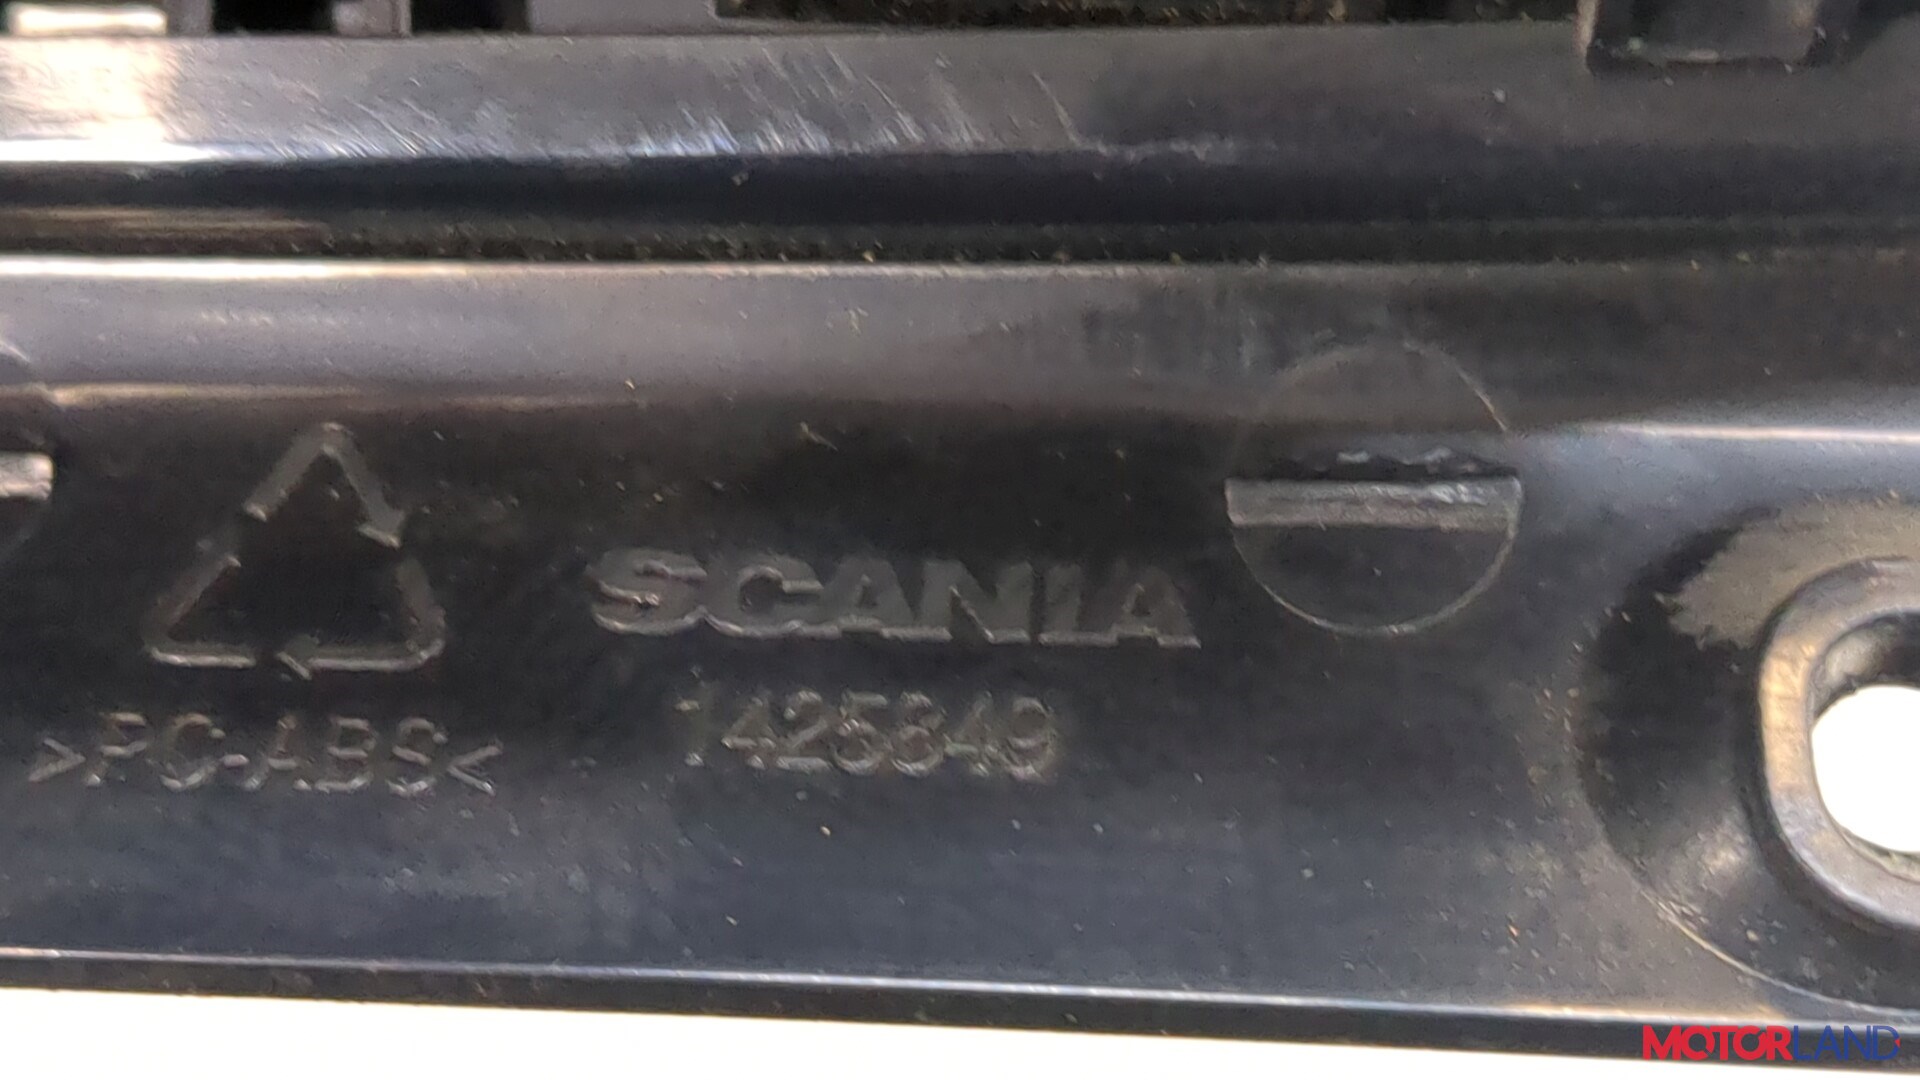 SCANIA
>PC-ABS<
1425849
MOTORLAND